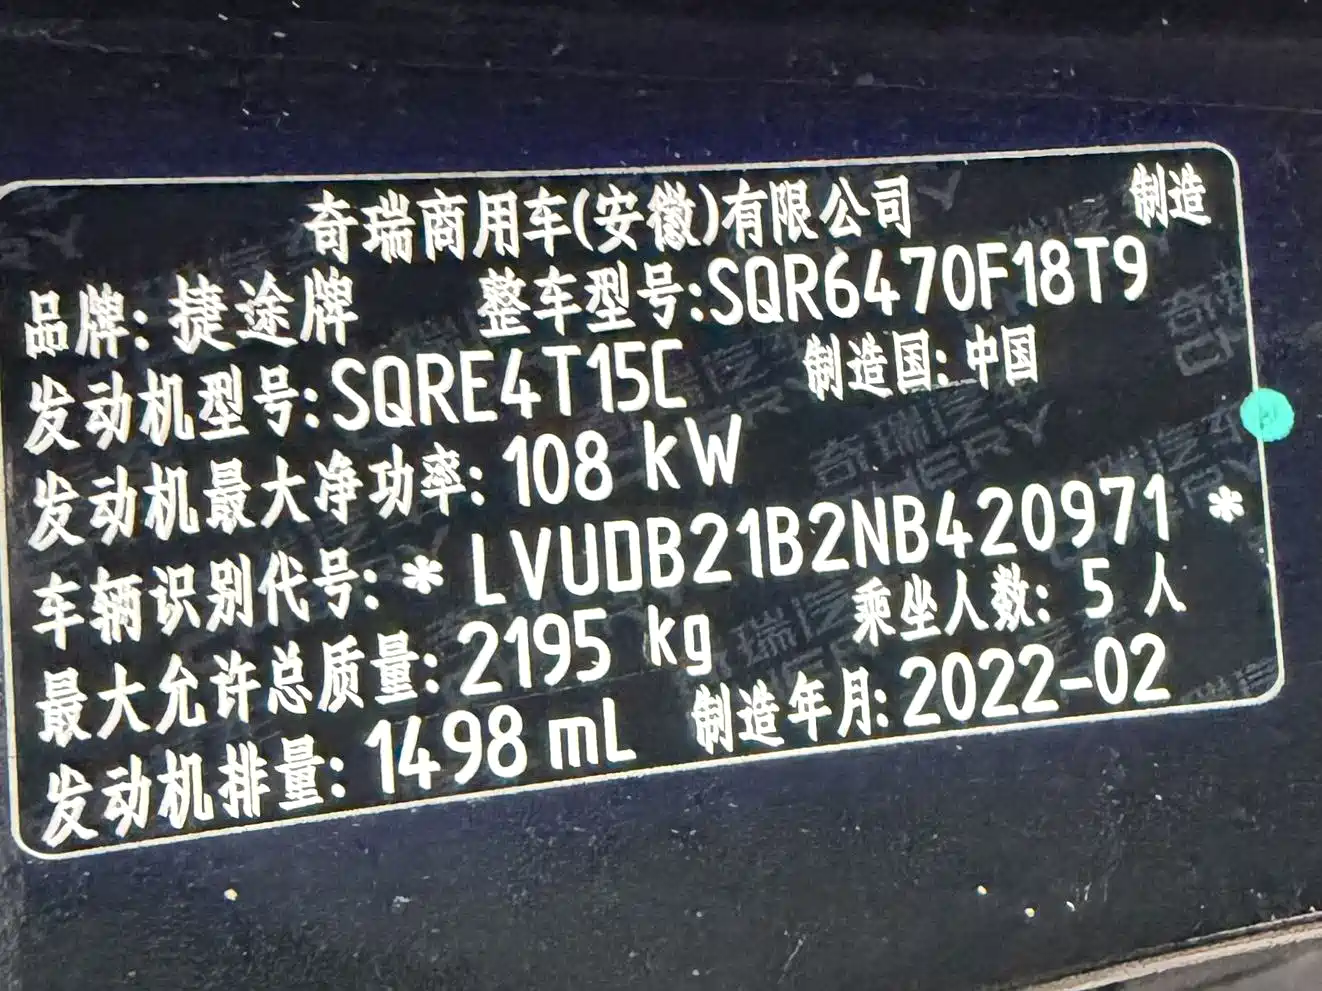 奇瑞商用车(安徽)有限公司 制造
品牌: 捷途牌 整车型号:SQR6470F18T9
发动机型号:SQRE4T15C 制造国:中国
发动机最大净功率: 108 kW
车辆识别代号: * LVUDB21B2NB420971 *
最大允许总质量: 2195 kg 乘坐人数: 5 人
发动机排量: 1498 mL 制造年月: 2022-02